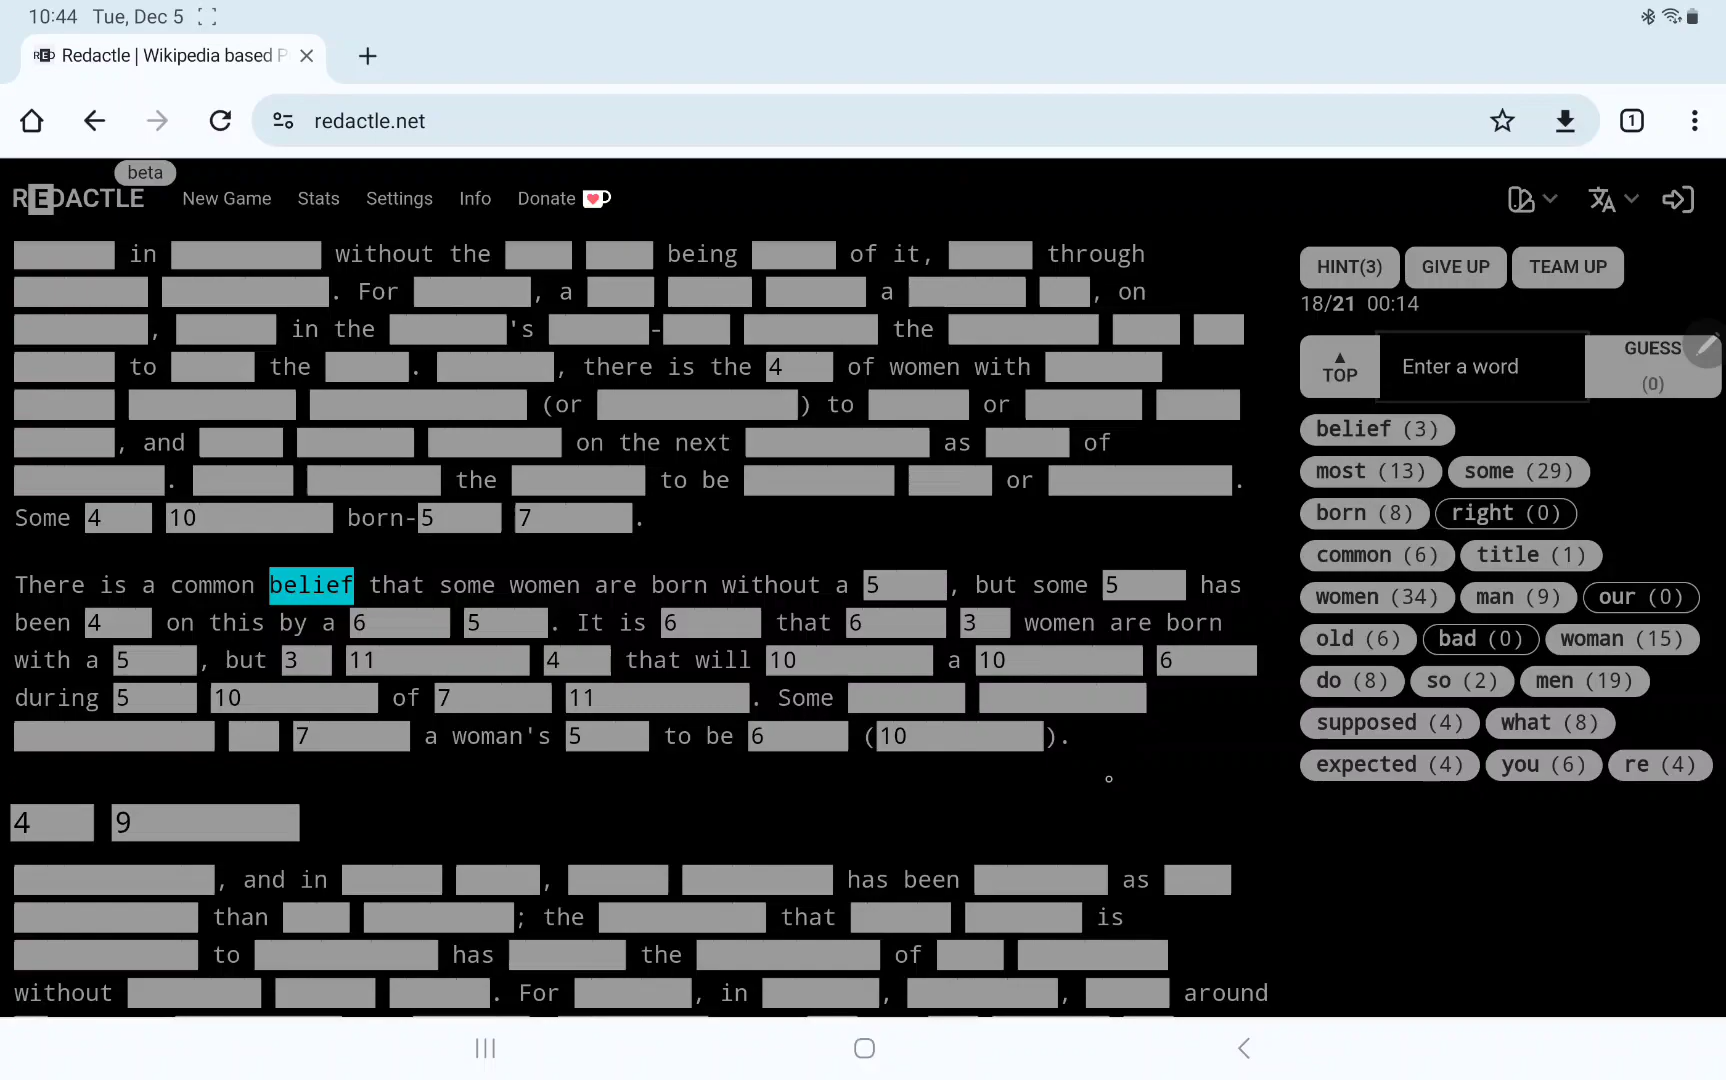 10:44 Tue, Dec 5
RED Redactle | Wikipedia based P
redactle.net
1
beta
REDACTLE New Game Stats Settings Info Donate
in without the being of it, through
. For , a a , on
, in the 's - the
to the . , there is the 4 of women with
(or ) to or
, and on the next as of
. the to be or .
Some 4 10 born-5 7 .
There is a common belief that some women are born without a 5 , but some 5 has
been 4 on this by a 6 5 . It is 6 that 6 3 women are born
with a 5 , but 3 11 4 that will 10 a 10 6
during 5 10 of 7 11 . Some
7 a woman's 5 to be 6 (10 ).
4 9
, and in , has been as
than ; the that is
to has the of
without . For , in , , around
HINT(3) GIVE UP TEAM UP
18/21 00:14
▲
TOP
Enter a word
GUESS
(0)
belief (3)
most (13) some (29)
born (8) right (0)
common (6) title (1)
women (34) man (9) our (0)
old (6) bad (0) woman (15)
do (8) so (2) men (19)
supposed (4) what (8)
expected (4) you (6) re (4)